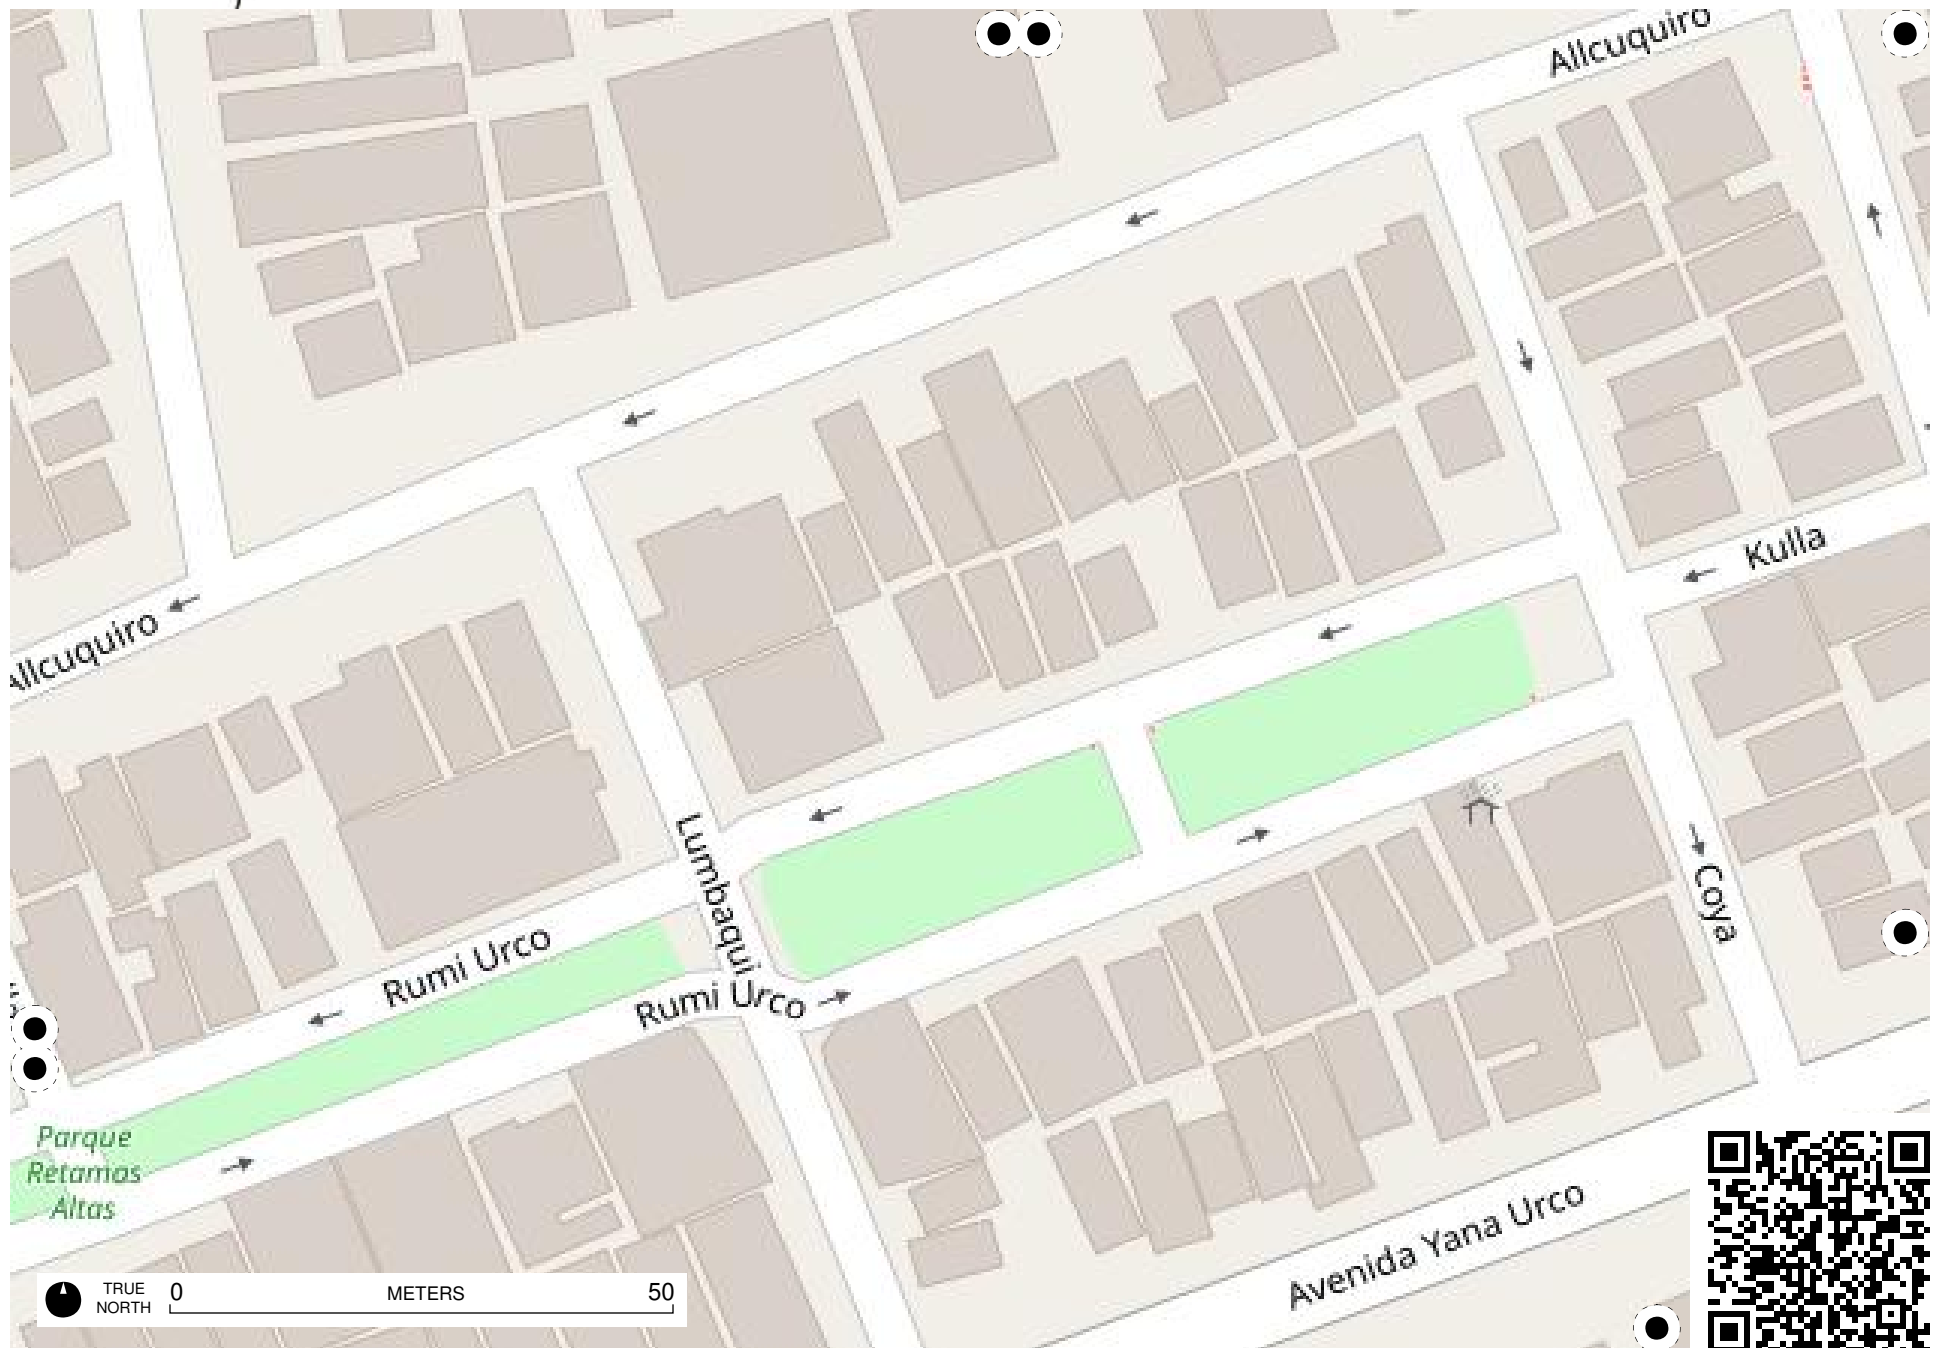 Allcuquiro
Kulla
Allcuquiro
Lumbaqui
Coya
Rumi Urco
Rumi Urco
Parque
Retamas
Altas
Avenida Yana Urco
TRUE
NORTH
0
METERS
50